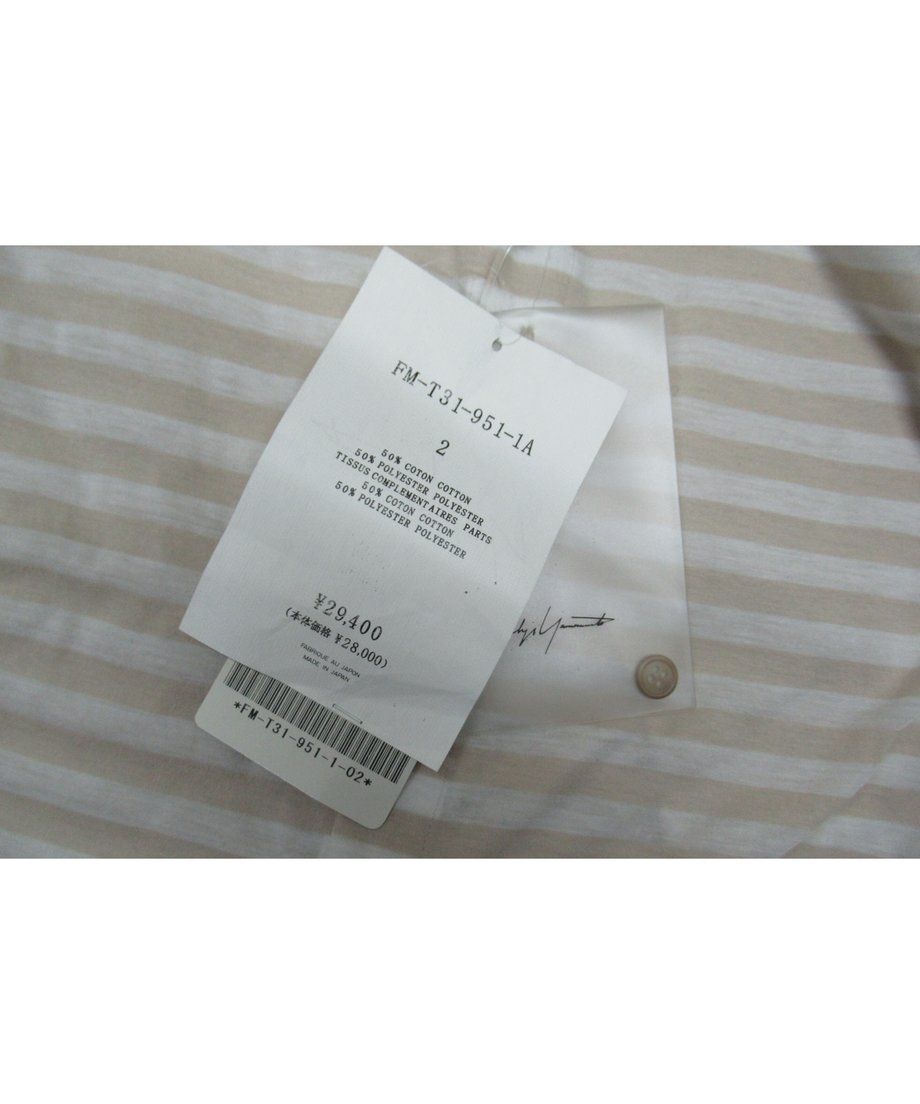 FM-T31-951-1A
2
50% COTON COTTON
50% POLYESTER POLYESTER
TISSUS COMPLEMENTAIRES PARTS
50% COTON COTTON
50% POLYESTER POLYESTER
¥29,400
(本体価格 ¥28,000)
FABRIQUE AU JAPON
MADE IN JAPAN
*FM-T31-951-1-02*
Yamamoto